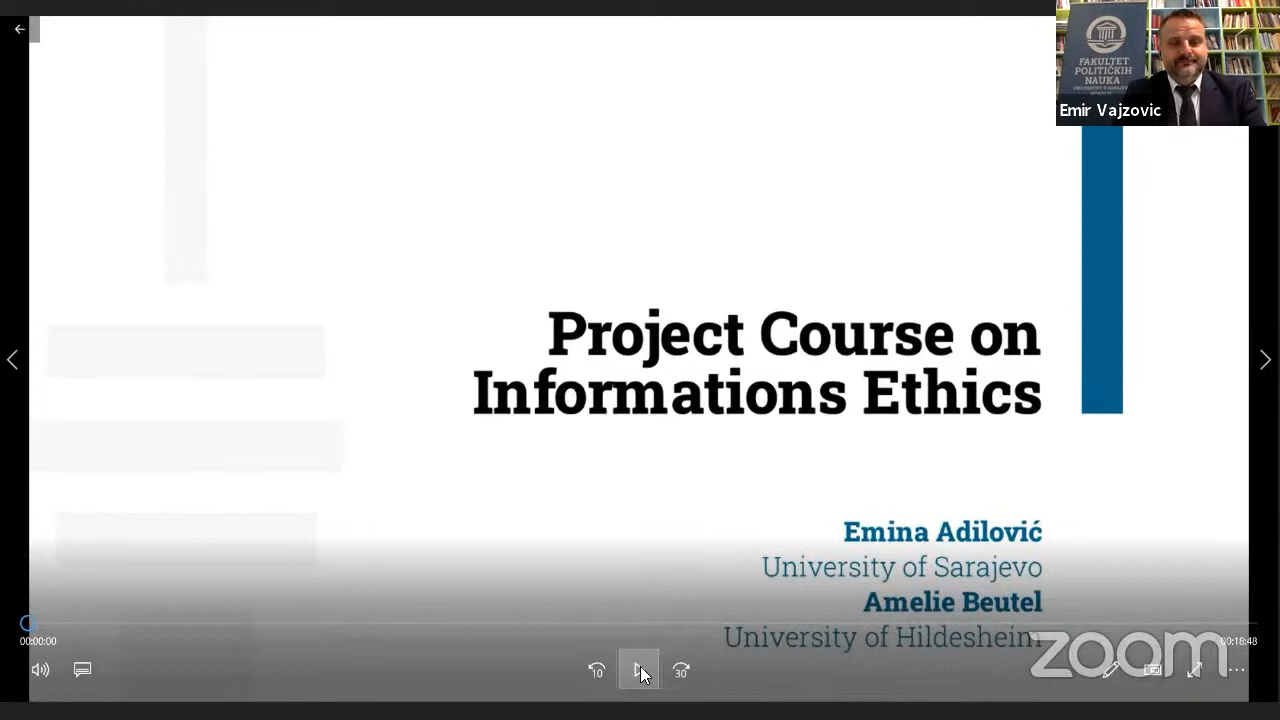 FAKULTET
POLITIČKIH
NAUKA
Emir Vajzovic
Project Course on
Informations Ethics
Emina Adilović
University of Sarajevo
Amelie Beutel
University of Hildesheim
00:00:00
00:18:48
10
30
zoom